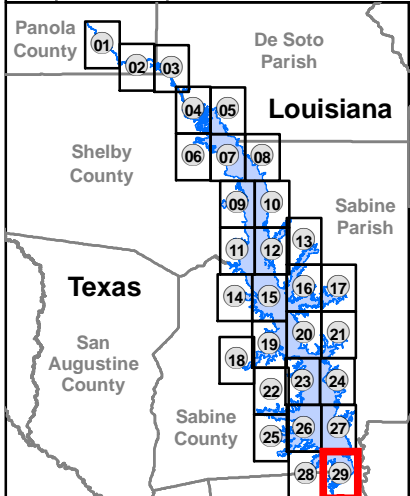 Panola
County
01
02
03
De Soto
Parish
04
05
Louisiana
06
07
08
Shelby
County
09
10
Sabine
Parish
11
12
13
Texas
14
15
16
17
18
19
20
21
San
Augustine
County
22
23
24
Sabine
County
25
26
27
28
29